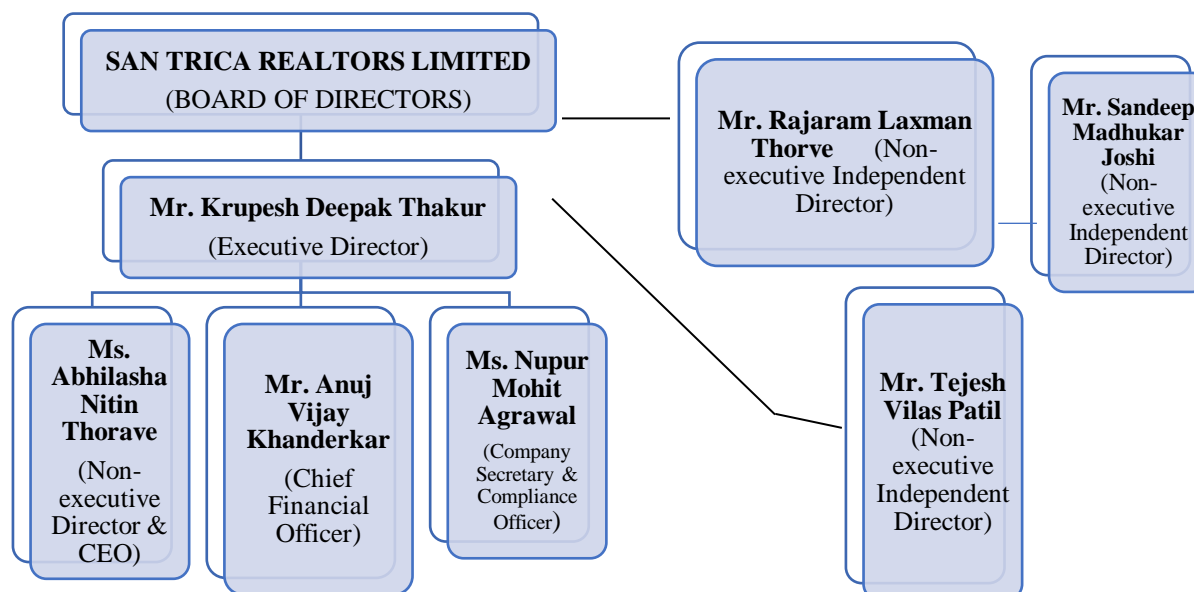 SAN TRICA REALTORS LIMITED
(BOARD OF DIRECTORS)
Mr. Krupesh Deepak Thakur
(Executive Director)
Ms.
Abhilasha
Nitin
Thorave
(Non-
executive
Director &
CEO)
Mr. Anuj
Vijay
Khanderkar
(Chief
Financial
Officer)
Ms. Nupur
Mohit
Agrawal
(Company
Secretary &
Compliance
Officer)
Mr. Rajaram Laxman
Thorve (Non-
executive Independent
Director)
Mr. Sandeep
Madhukar
Joshi
(Non-
executive
Independent
Director)
Mr. Tejesh
Vilas Patil
(Non-
executive
Independent
Director)